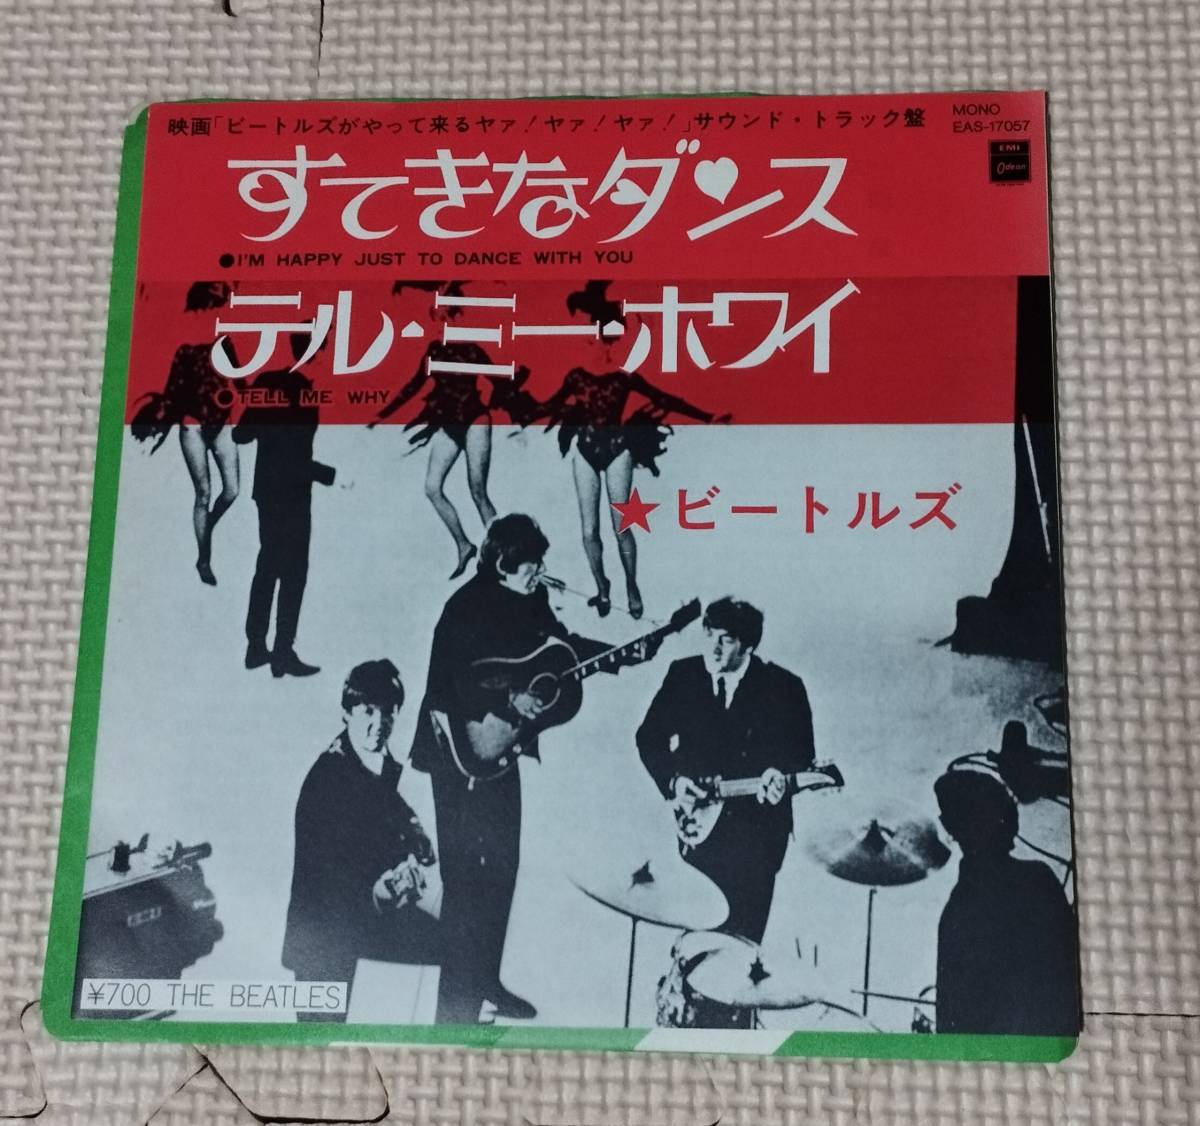 映画「ビートルズがやって来るヤァ!ヤァ!ヤァ!」サウンド・トラック盤
MONO
EAS-17057
EMI
Odeon
すてきなダンス
●I'M HAPPY JUST TO DANCE WITH YOU
テル・ミー・ホワイ
●TELL ME WHY
★ビートルズ
¥700 THE BEATLES